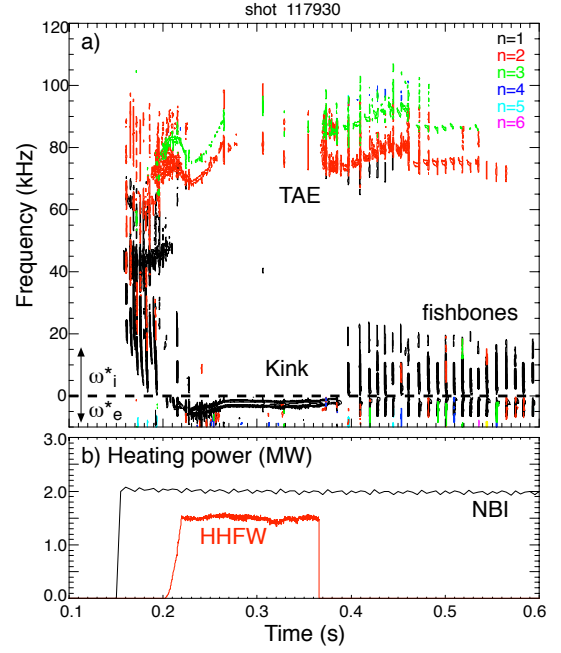 shot 117930
a)
n=1
n=2
n=3
n=4
n=5
n=6
120
100
80
60
40
20
0
Frequency (kHz)
TAE
fishbones
Kink
ω*i
ω*e
b) Heating power (MW)
3.0
2.0
1.0
0.0
NBI
HHFW
0.1 0.2 0.3 0.4 0.5 0.6
Time (s)